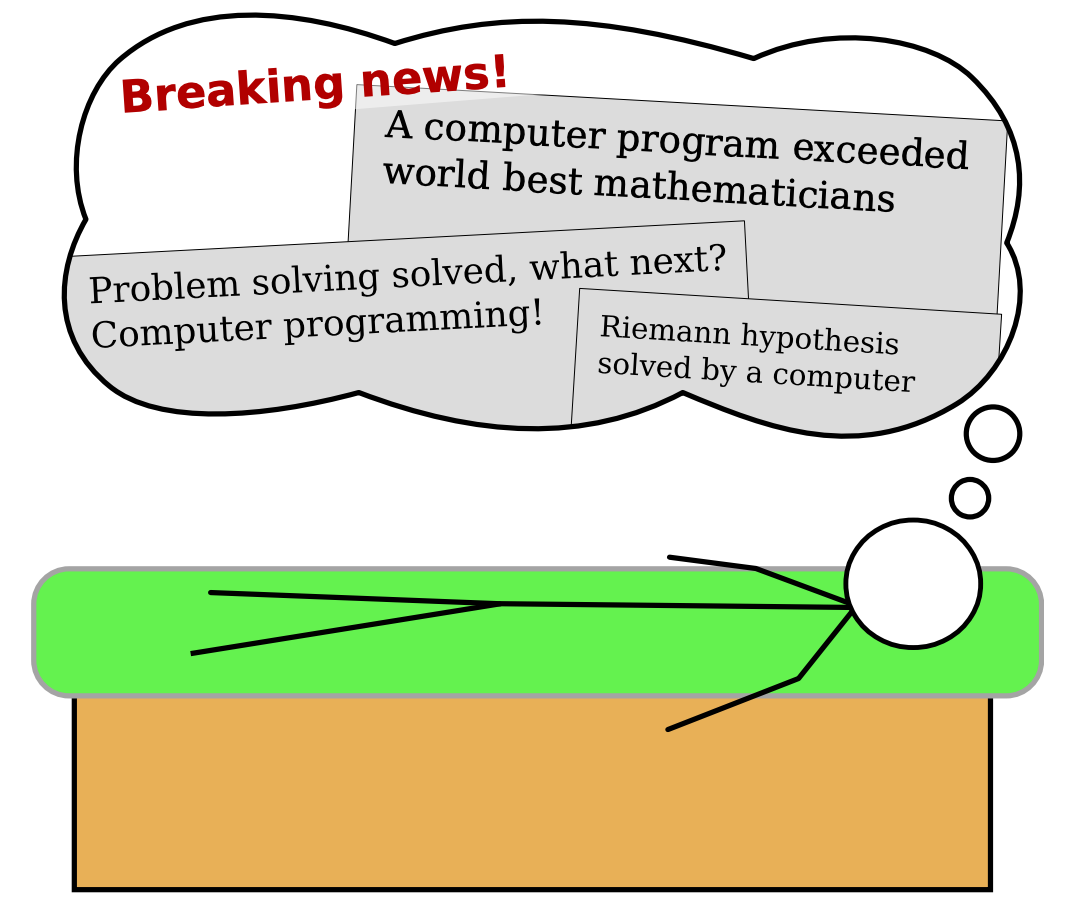 Breaking news!
A computer program exceeded
world best mathematicians
Problem solving solved, what next?
Computer programming!
Riemann hypothesis
solved by a computer